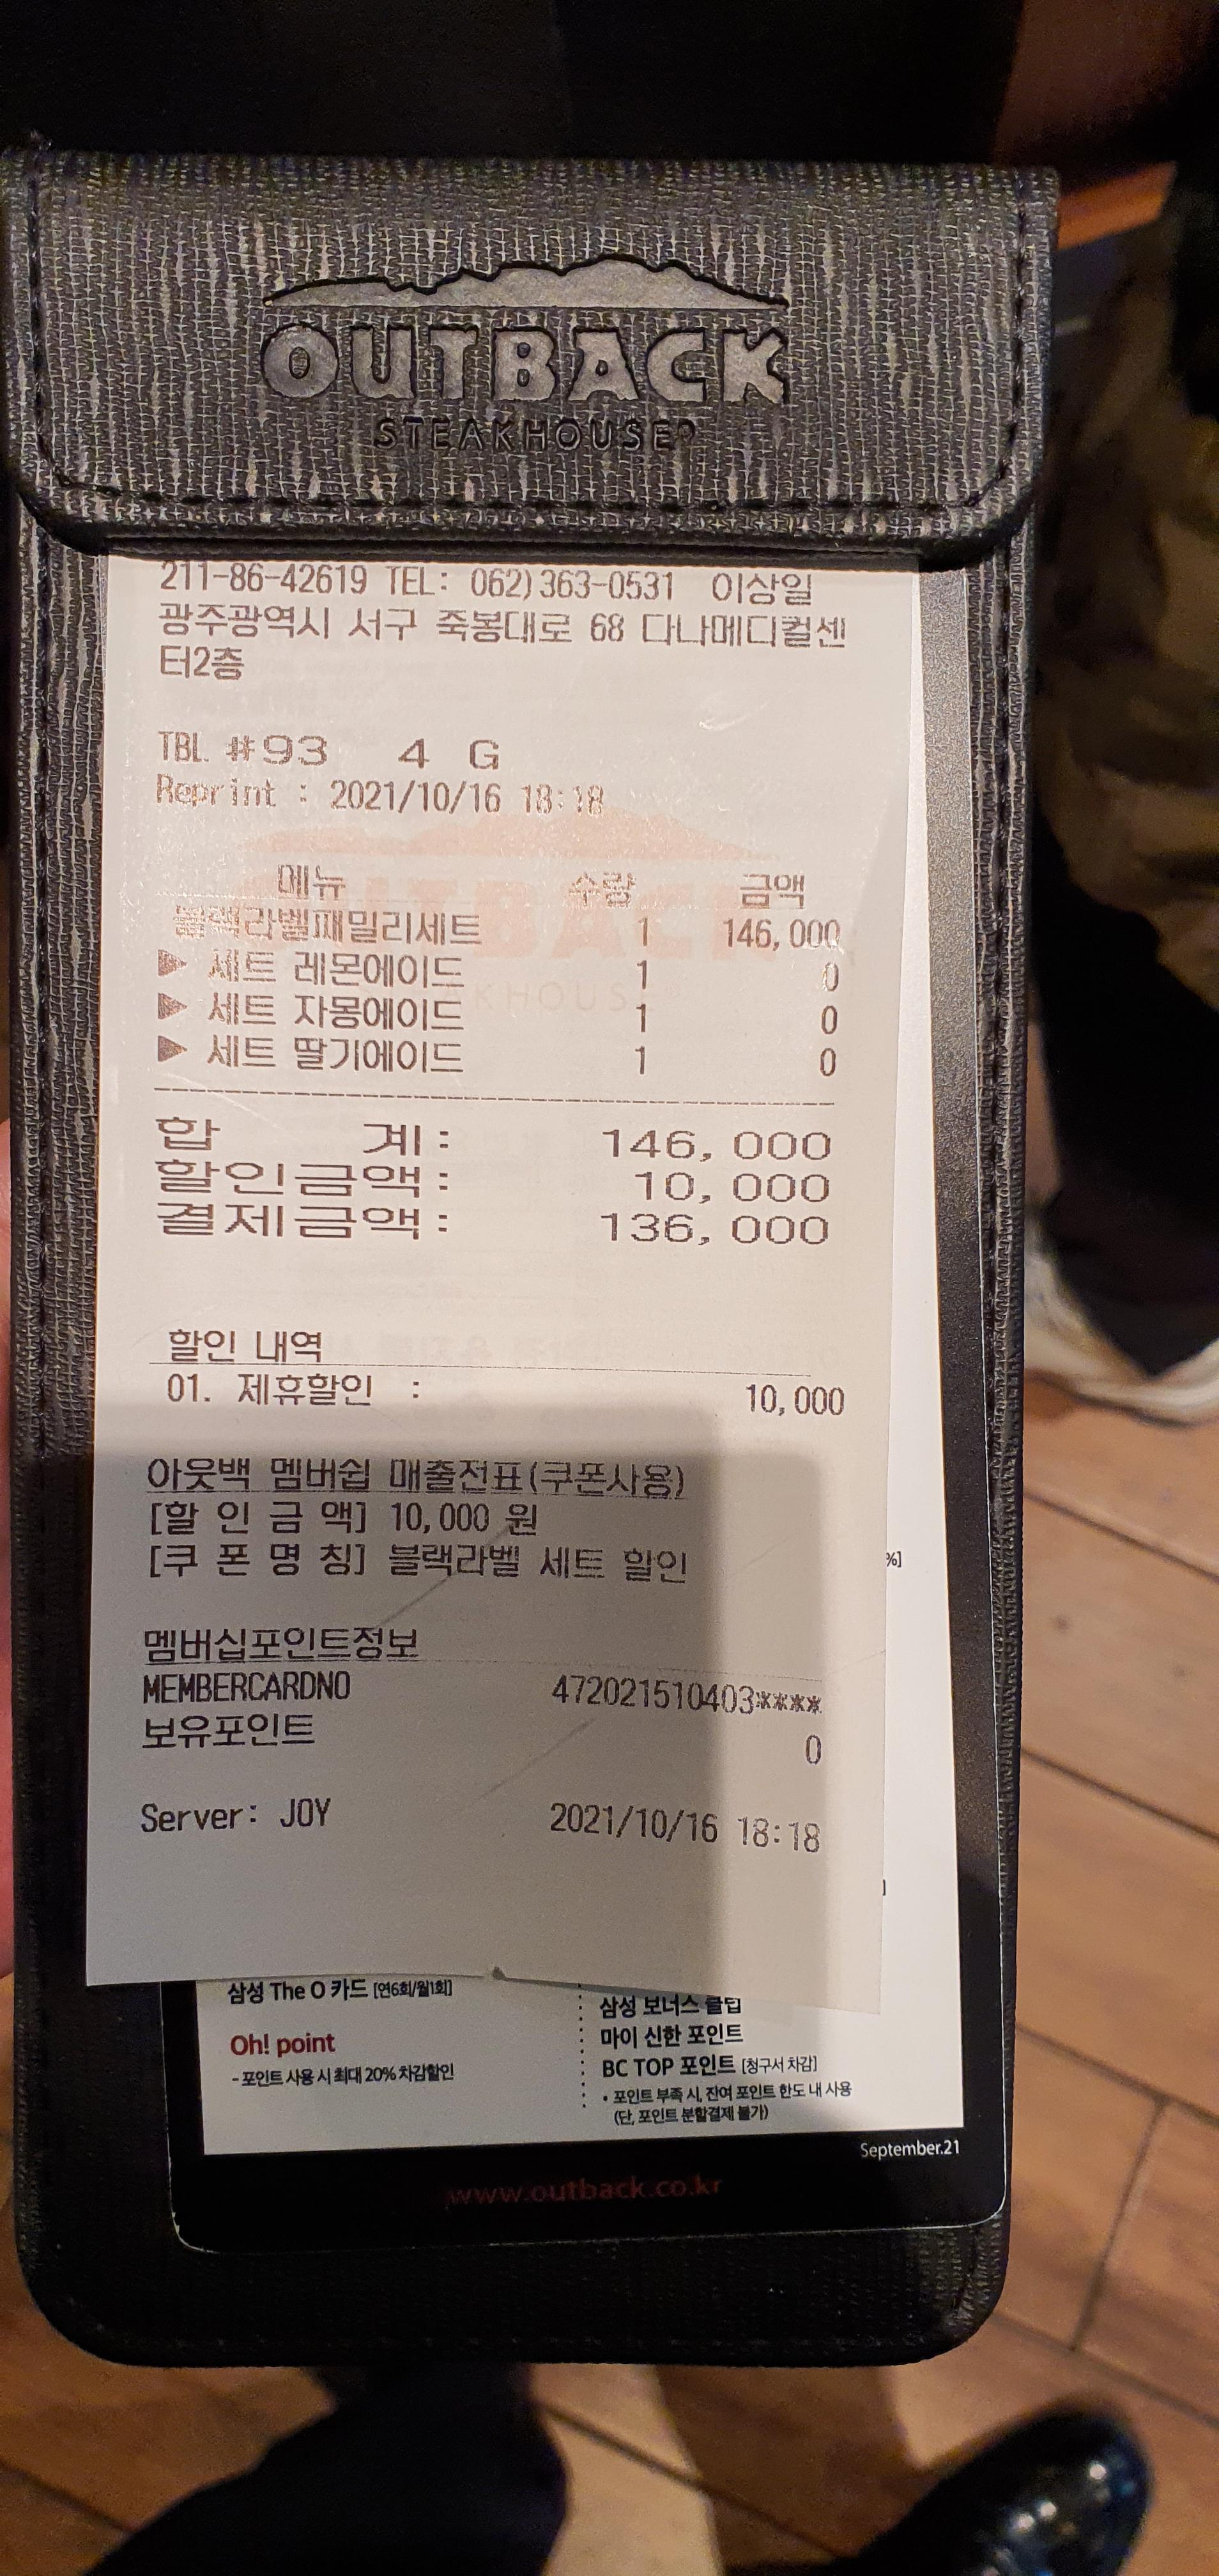 OUTBACK
STEAKHOUSE®
211-86-42619 TEL: 062)363-0531 이상일
광주광역시 서구 죽봉대로 68 다나메디컬센
터2층
TBL #93 4 G
Reprint : 2021/10/16 18:18
메뉴 수량 금액
블랙라벨패밀리세트 1 146,000
▶ 세트 레몬에이드 1 0
▶ 세트 자몽에이드 1 0
▶ 세트 딸기에이드 1 0
합 계: 146,000
할인금액: 10,000
결제금액: 136,000
할인 내역
01. 제휴할인 : 10,000
아웃백 멤버쉽 매출전표(쿠폰사용)
[할 인 금 액] 10,000 원
[쿠 폰 명 칭] 블랙라벨 세트 할인
멤버십포인트정보
MEMBERCARDNO 472021510403****
보유포인트 0
Server: JOY 2021/10/16 18:18
%]
]
삼성 The O 카드 [연6회/월1회]
Oh! point
- 포인트 사용 시 최대 20% 차감할인
삼성 보너스 클럽
마이 신한 포인트
BC TOP 포인트 [청구서 차감]
• 포인트 부족 시, 잔여 포인트 한도 내 사용
(단, 포인트 분할결제 불가)
September.21
www.outback.co.kr